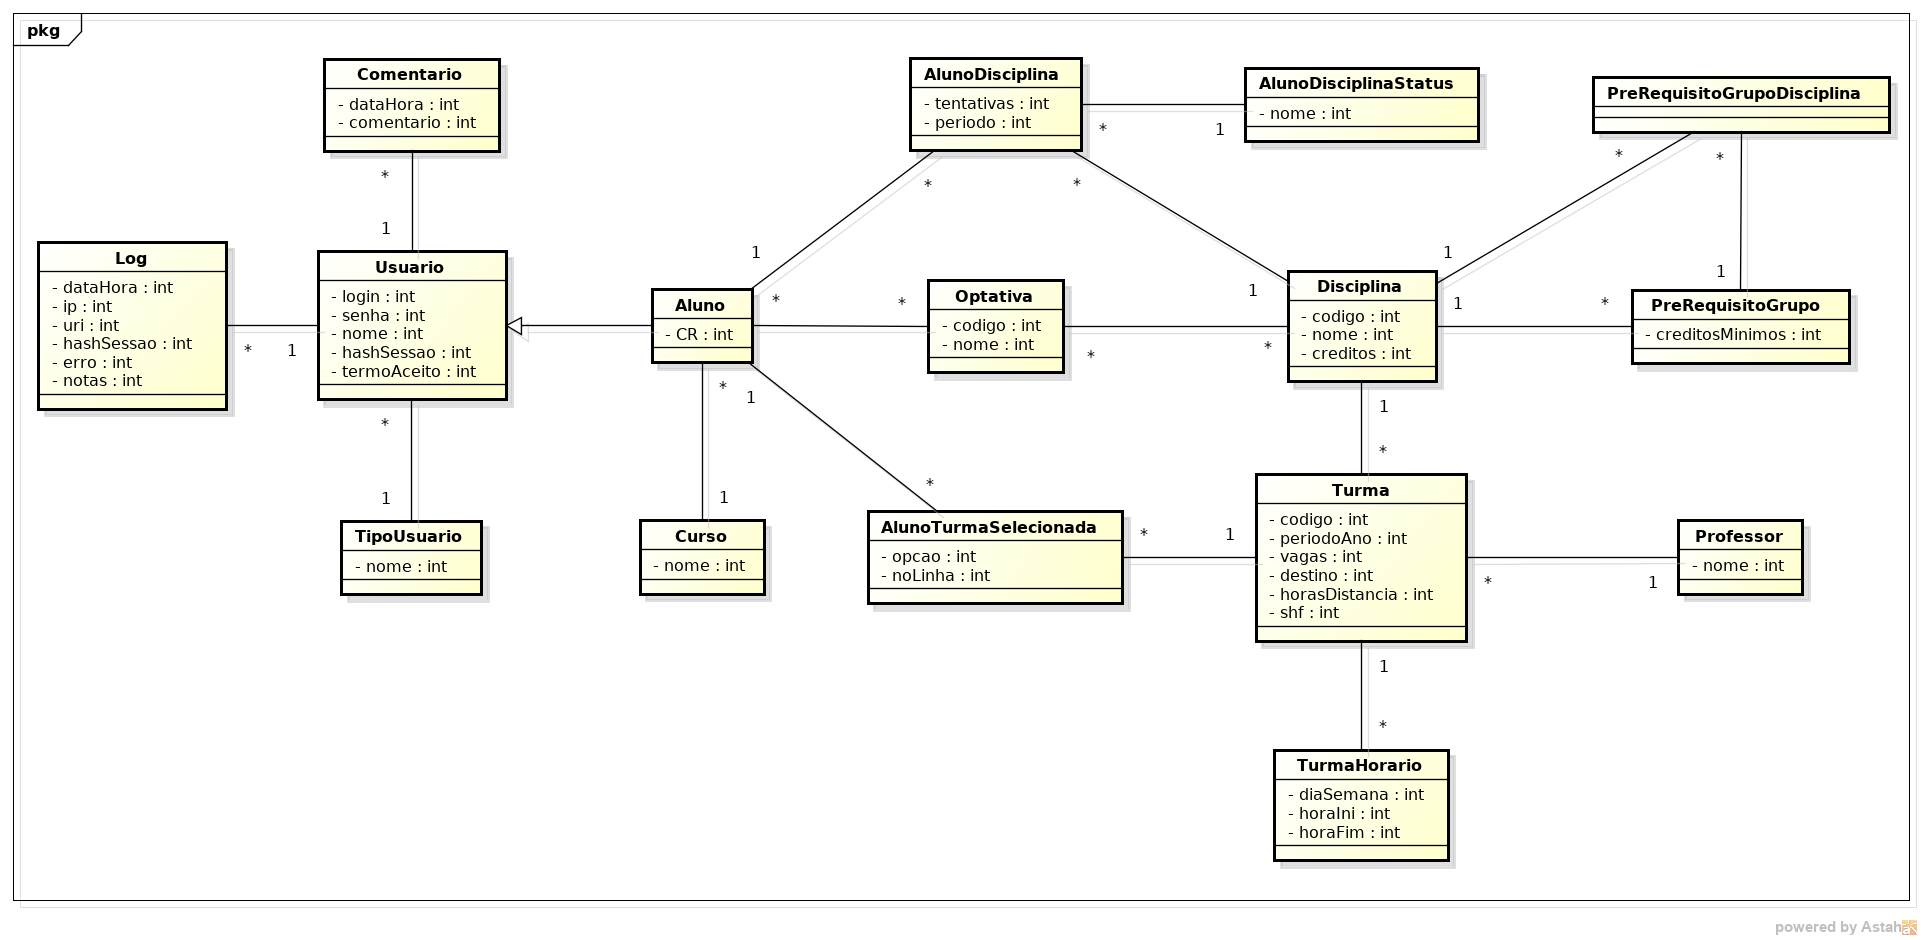 pkg
Comentario
- dataHora : int
- comentario : int
*
1
Log
- dataHora : int
- ip : int
- uri : int
- hashSessao : int
- erro : int
- notas : int
*
1
Usuario
- login : int
- senha : int
- nome : int
- hashSessao : int
- termoAceito : int
*
1
TipoUsuario
- nome : int
Aluno
- CR : int
*
1
Curso
- nome : int
AlunoDisciplina
- tentativas : int
- periodo : int
*
1
AlunoDisciplinaStatus
- nome : int
*
1
*
1
*
*
Optativa
- codigo : int
- nome : int
*
*
Disciplina
- codigo : int
- nome : int
- creditos : int
PreRequisitoGrupoDisciplina
*
1
*
1
1
*
PreRequisitoGrupo
- creditosMinimos : int
1
*
AlunoTurmaSelecionada
- opcao : int
- noLinha : int
*
1
1
*
Turma
- codigo : int
- periodoAno : int
- vagas : int
- destino : int
- horasDistancia : int
- shf : int
*
1
Professor
- nome : int
1
*
TurmaHorario
- diaSemana : int
- horaIni : int
- horaFim : int
powered by Astah